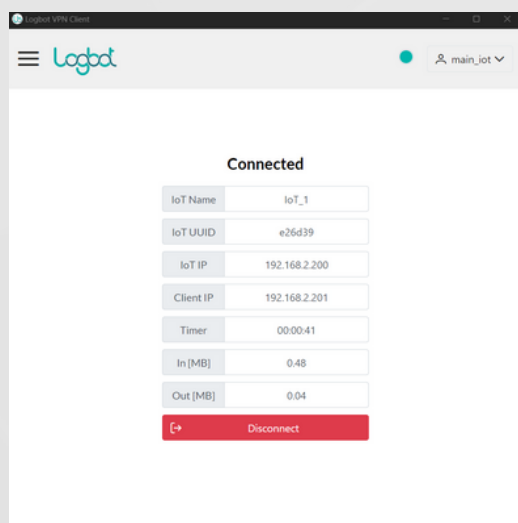 Logbot VPN Client
Logbot
main_iot
Connected
IoT Name IoT_1
IoT UUID e26d39
IoT IP 192.168.2.200
Client IP 192.168.2.201
Timer 00:00:41
In [MB] 0.48
Out [MB] 0.04
Disconnect